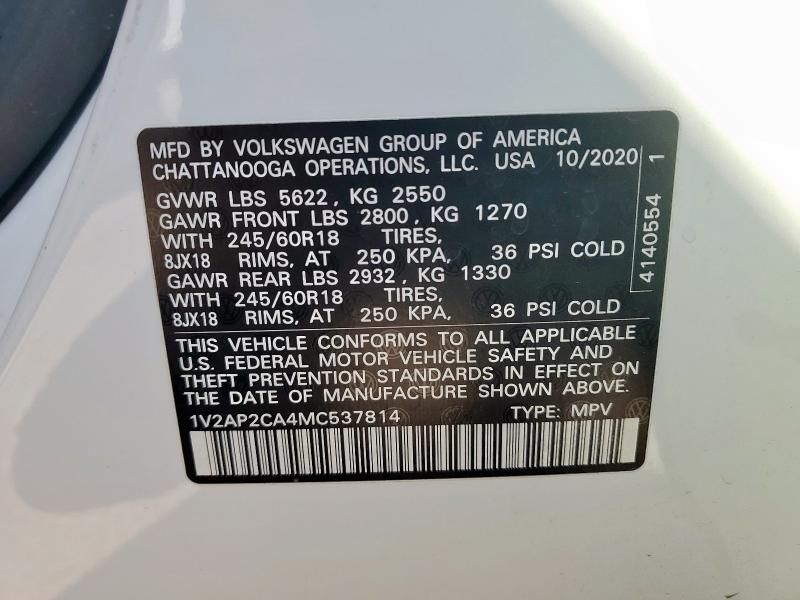 MFD BY VOLKSWAGEN GROUP OF AMERICA
CHATTANOOGA OPERATIONS, LLC. USA 10/2020
GVWR LBS 5622, KG 2550
GAWR FRONT LBS 2800, KG 1270
WITH 245/60R18 TIRES,
8JX18 RIMS, AT 250 KPA, 36 PSI COLD
GAWR REAR LBS 2932, KG 1330
WITH 245/60R18 TIRES,
8JX18 RIMS, AT 250 KPA, 36 PSI COLD
THIS VEHICLE CONFORMS TO ALL APPLICABLE
U.S. FEDERAL MOTOR VEHICLE SAFETY AND
THEFT PREVENTION STANDARDS IN EFFECT ON
THE DATE OF MANUFACTURE SHOWN ABOVE.
1V2AP2CA4MC537814 TYPE: MPV
4140554 1